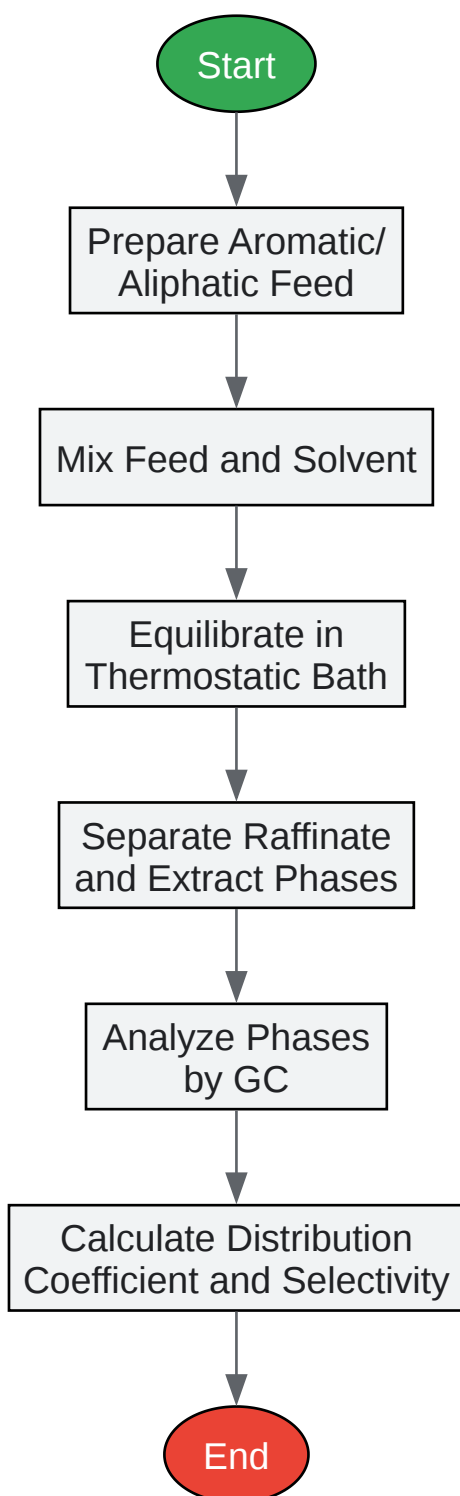 Start
Prepare Aromatic/
Aliphatic Feed
Mix Feed and Solvent
Equilibrate in
Thermostatic Bath
Separate Raffinate
and Extract Phases
Analyze Phases
by GC
Calculate Distribution
Coefficient and Selectivity
End